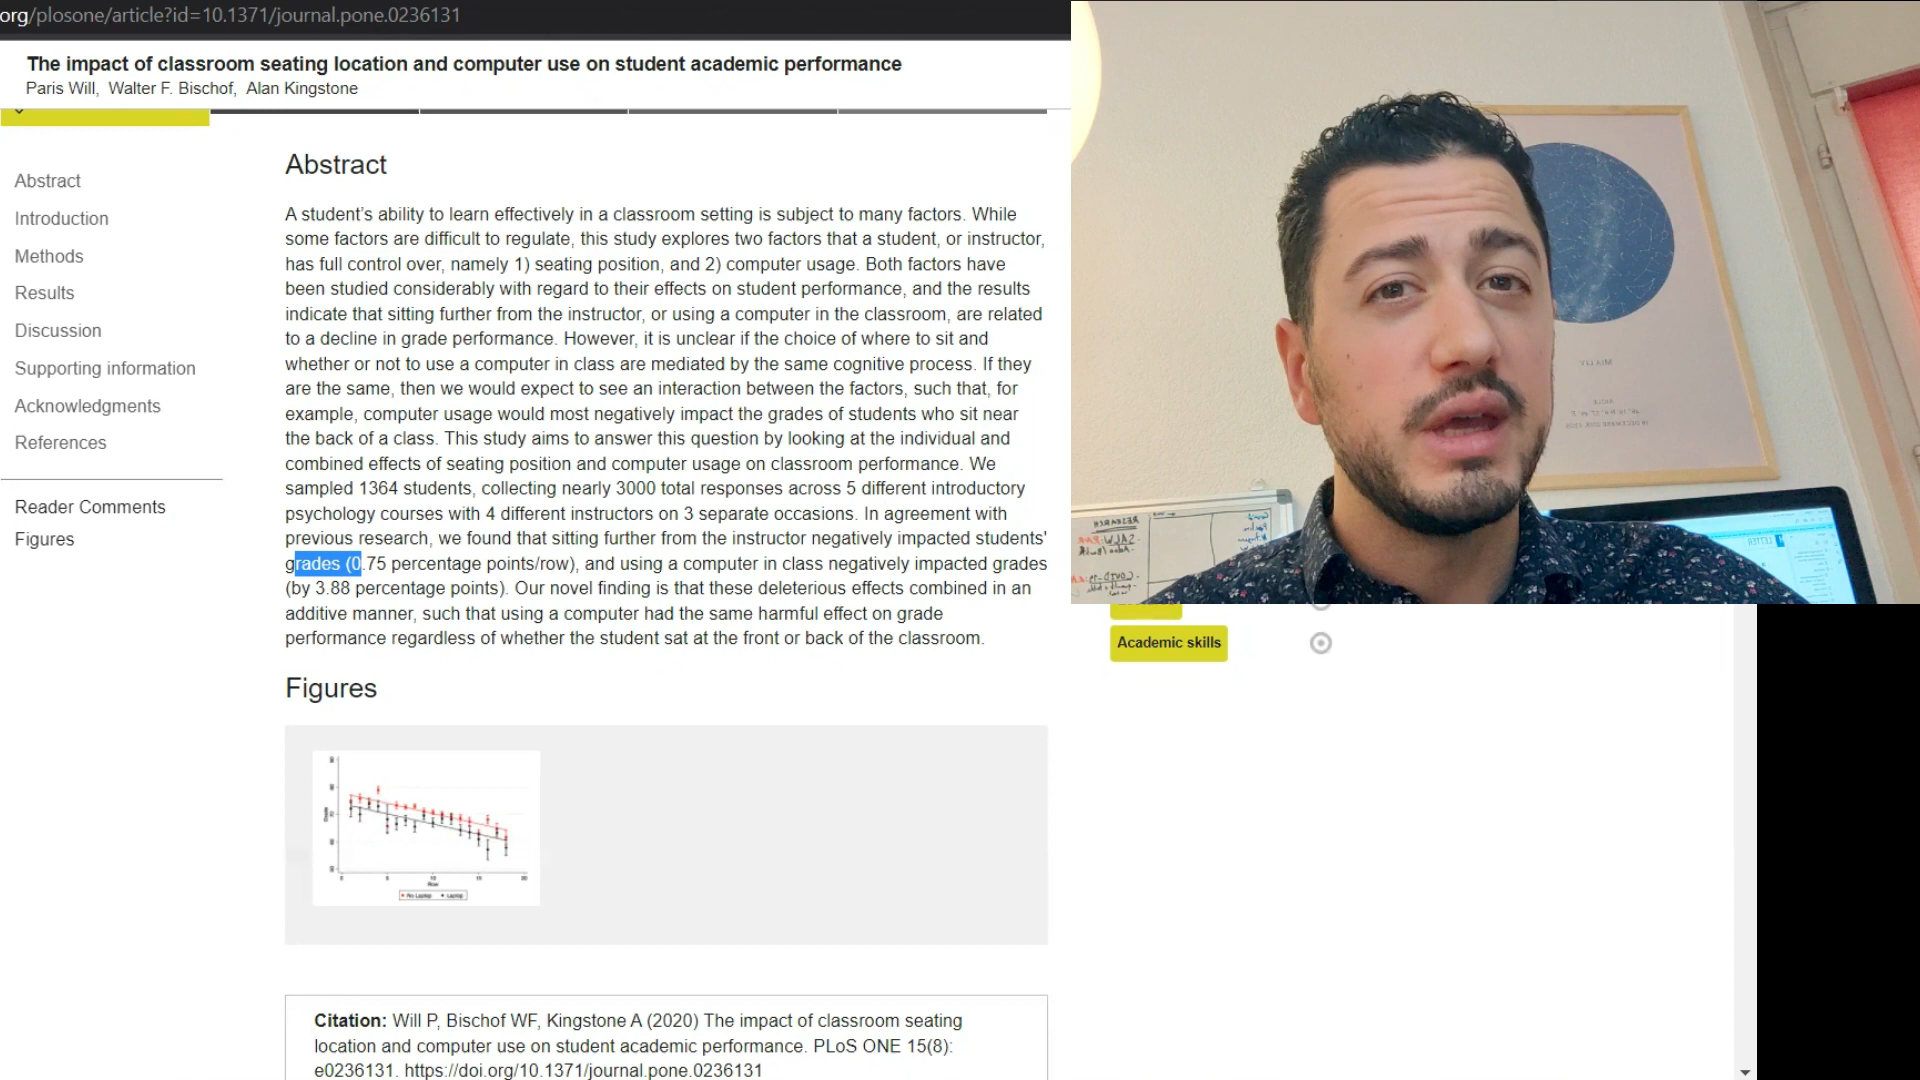 org/plosone/article?id=10.1371/journal.pone.0236131
The impact of classroom seating location and computer use on student academic performance
Paris Will, Walter F. Bischof, Alan Kingstone
Abstract
Introduction
Methods
Results
Discussion
Supporting information
Acknowledgments
References
Reader Comments
Figures
Abstract
A student's ability to learn effectively in a classroom setting is subject to many factors. While
some factors are difficult to regulate, this study explores two factors that a student, or instructor,
has full control over, namely 1) seating position, and 2) computer usage. Both factors have
been studied considerably with regard to their effects on student performance, and the results
indicate that sitting further from the instructor, or using a computer in the classroom, are related
to a decline in grade performance. However, it is unclear if the choice of where to sit and
whether or not to use a computer in class are mediated by the same cognitive process. If they
are the same, then we would expect to see an interaction between the factors, such that, for
example, computer usage would most negatively impact the grades of students who sit near
the back of a class. This study aims to answer this question by looking at the individual and
combined effects of seating position and computer usage on classroom performance. We
sampled 1364 students, collecting nearly 3000 total responses across 5 different introductory
psychology courses with 4 different instructors on 3 separate occasions. In agreement with
previous research, we found that sitting further from the instructor negatively impacted students'
grades (0.75 percentage points/row), and using a computer in class negatively impacted grades
(by 3.88 percentage points). Our novel finding is that these deleterious effects combined in an
additive manner, such that using a computer had the same harmful effect on grade
performance regardless of whether the student sat at the front or back of the classroom.
Figures
Row
No Laptop Laptop
Citation: Will P, Bischof WF, Kingstone A (2020) The impact of classroom seating
location and computer use on student academic performance. PLoS ONE 15(8):
e0236131. https://doi.org/10.1371/journal.pone.0236131
Academic skills
RESEARCH
LETTER